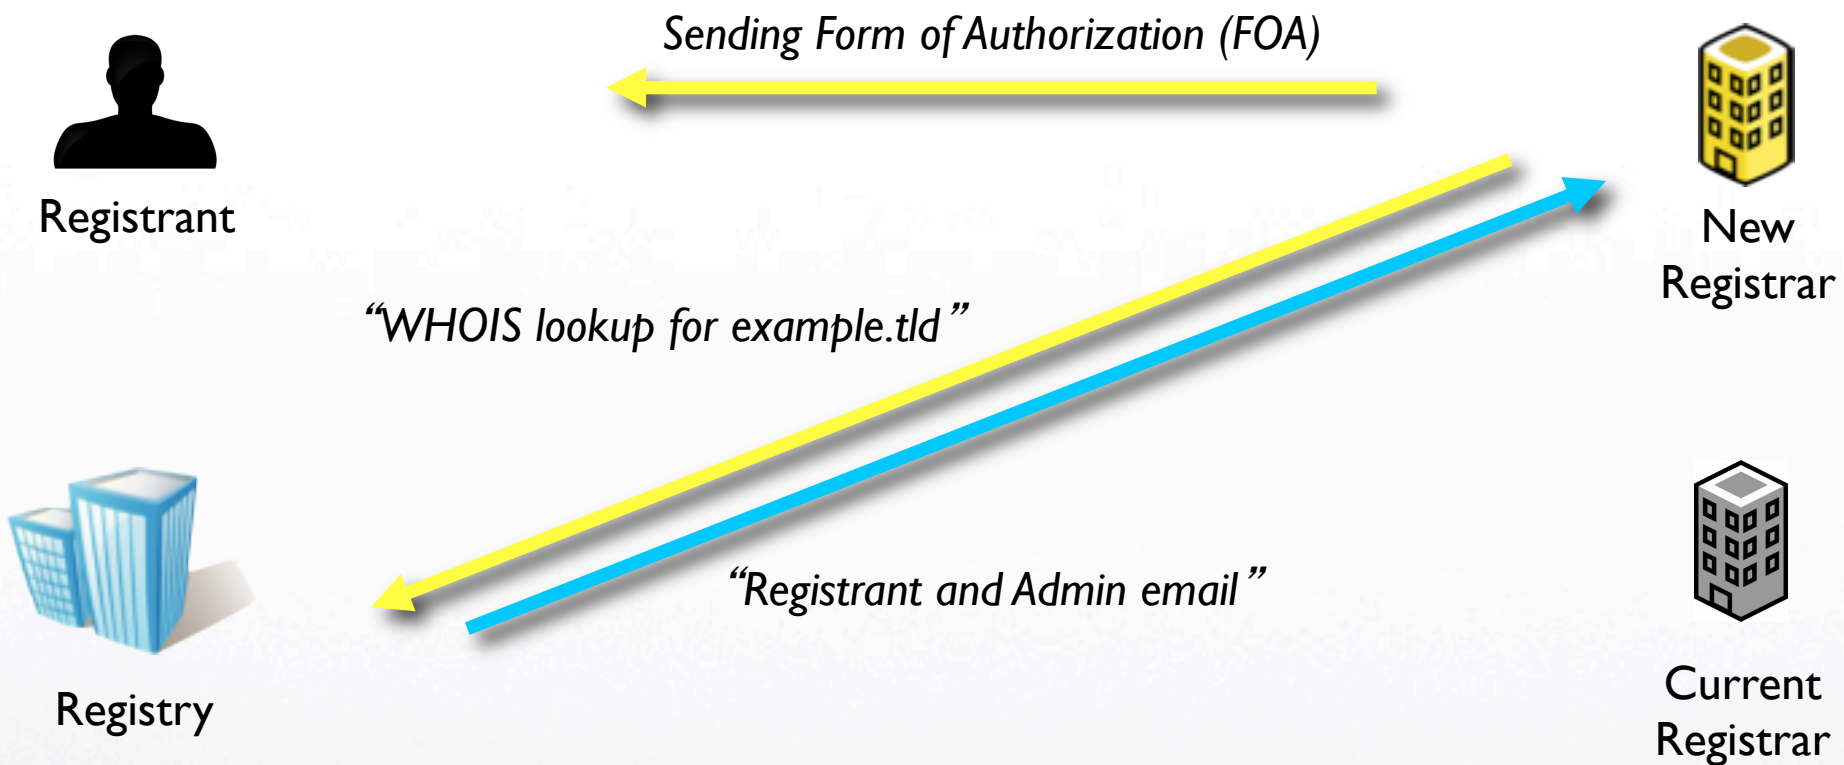 Sending Form of Authorization (FOA)
Registrant
New
Registrar
“WHOIS lookup for example.tld”
“Registrant and Admin email”
Registry
Current
Registrar